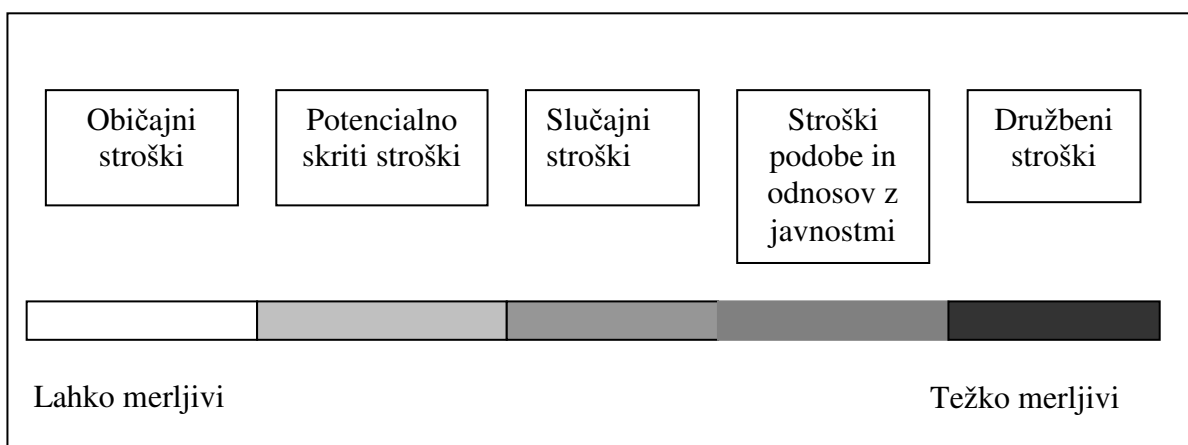 Običajni
stroški
Potencialno
skriti stroški
Slučajni
stroški
Stroški
podobe in
odnosov z
javnostmi
Družbeni
stroški
Lahko merljivi
Težko merljivi